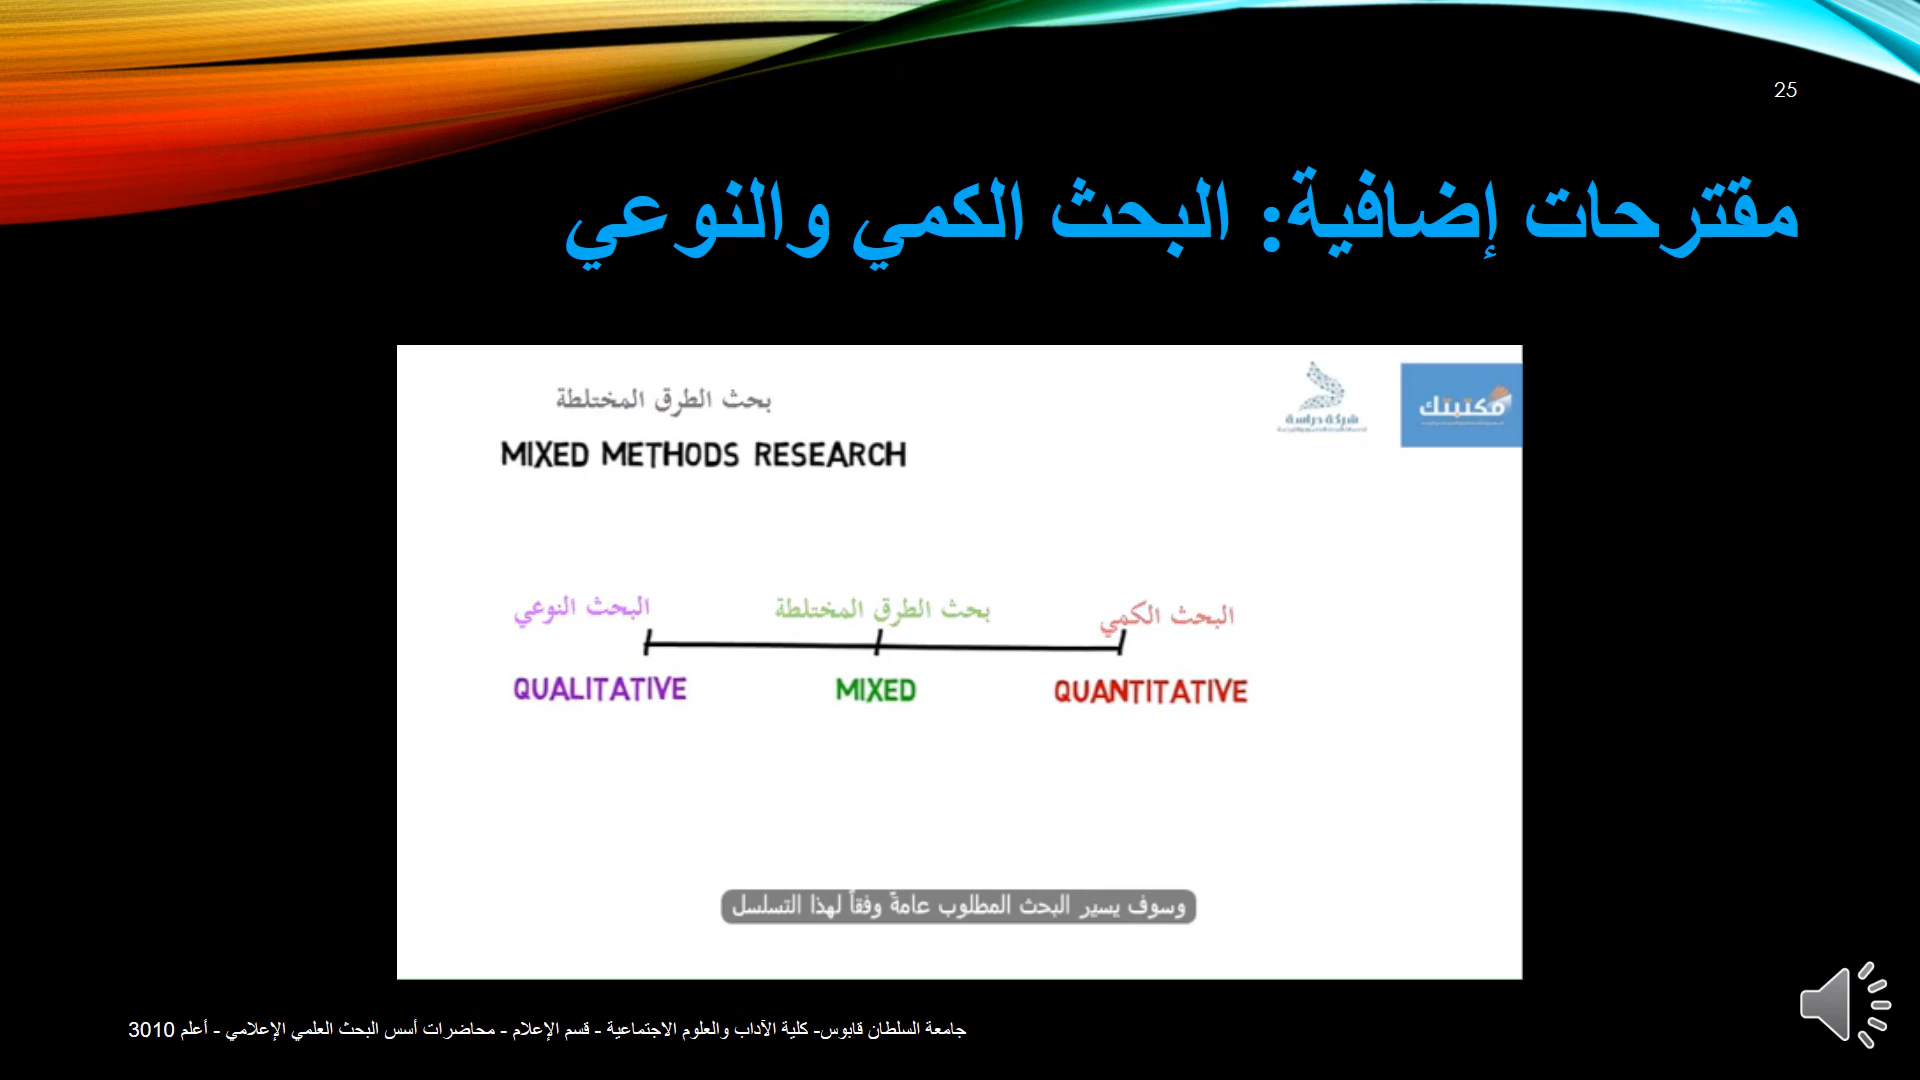 25
مقترحات إضافية: البحث الكمي والنوعي
بحث الطرق المختلطة
MIXED METHODS RESEARCH
شركة دراسة
مكتبتك
البحث النوعي
بحث الطرق المختلطة
البحث الكمي
QUALITATIVE
MIXED
QUANTITATIVE
وسوف يسير البحث المطلوب عامةً وفقاً لهذا التسلسل
جامعة السلطان قابوس- كلية الآداب والعلوم الاجتماعية - قسم الإعلام - محاضرات أسس البحث العلمي الإعلامي - أعلم 3010